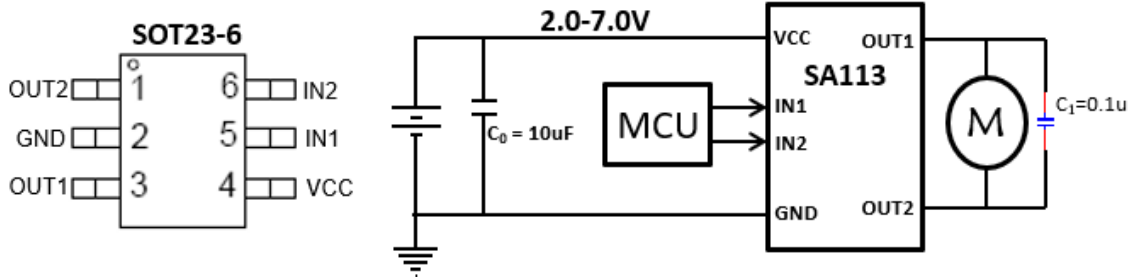 SOT23-6
OUT2 1 6 IN2
GND 2 5 IN1
OUT1 3 4 VCC
2.0-7.0V
C₀ = 10uF
MCU
VCC OUT1
SA113
IN1
IN2
GND OUT2
M
C₁=0.1u